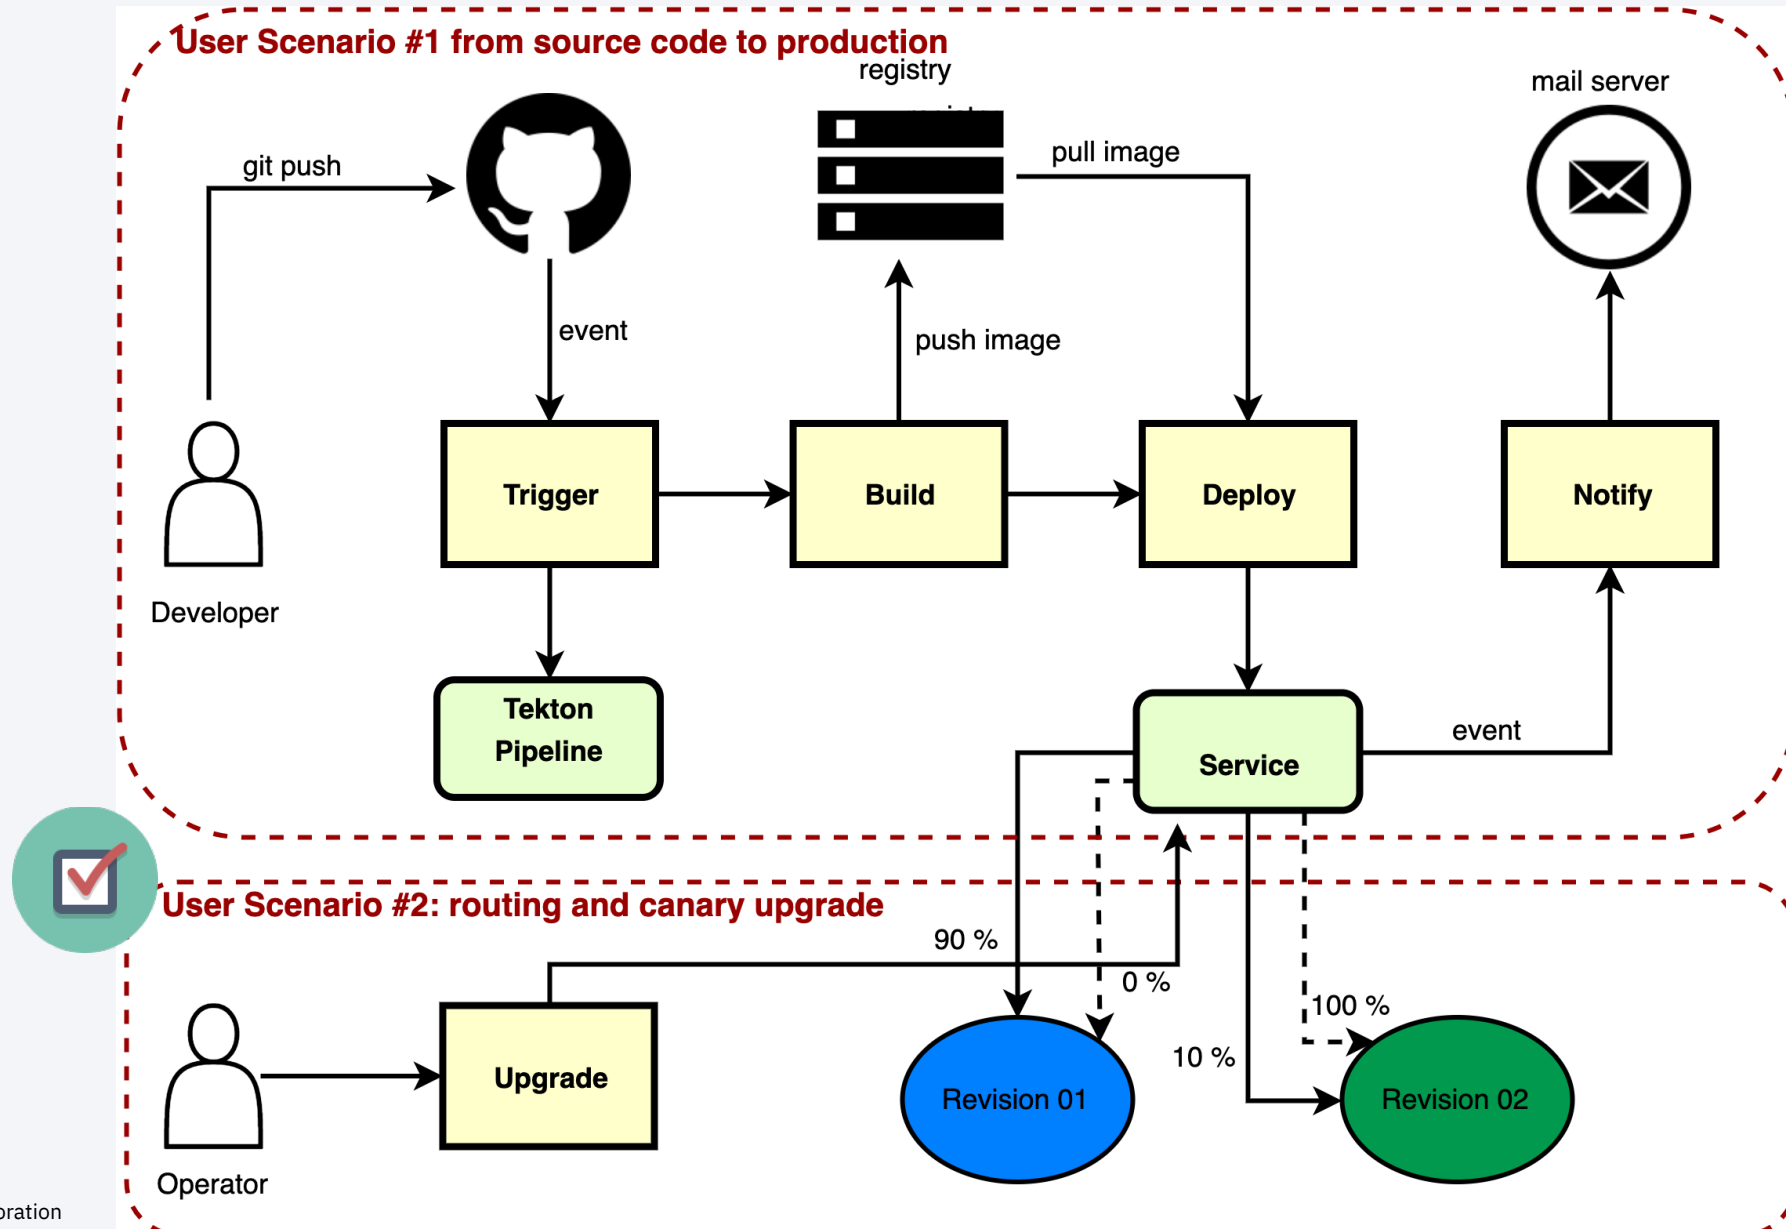 User Scenario #1 from source code to production
registry
mail server
git push
pull image
event
push image
Trigger
Build
Deploy
Notify
Developer
Tekton
Pipeline
Service
event
User Scenario #2: routing and canary upgrade
90 %
0 %
100 %
10 %
Upgrade
Revision 01
Revision 02
Operator
oration